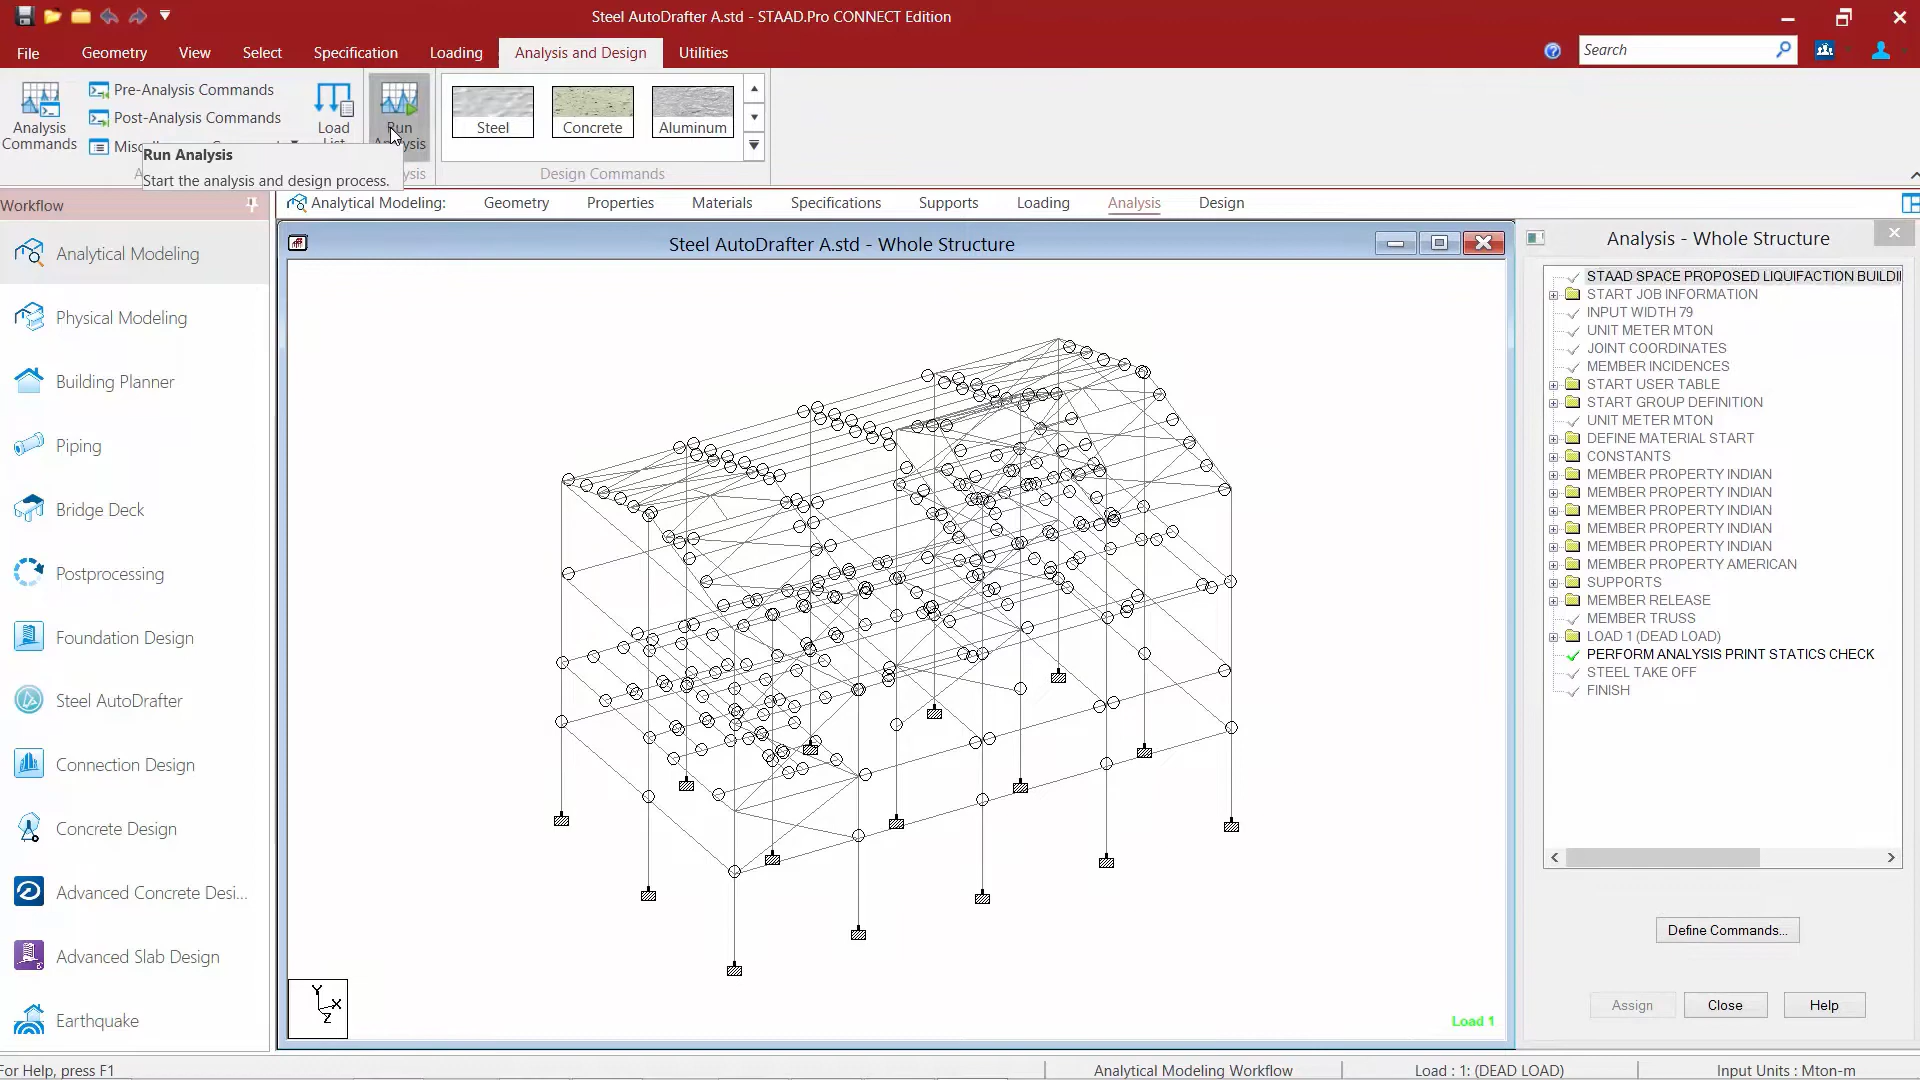 Steel AutoDrafter A.std - STAAD.Pro CONNECT Edition
File
Geometry
View
Select
Specification
Loading
Analysis and Design
Utilities
Search
Analysis
Commands
Pre-Analysis Commands
Post-Analysis Commands
Load
Run
Steel
Concrete
Aluminum
Design Commands
Run Analysis
Start the analysis and design process.
Workflow
Analytical Modeling:
Geometry
Properties
Materials
Specifications
Supports
Loading
Analysis
Design
Analytical Modeling
Physical Modeling
Building Planner
Piping
Bridge Deck
Postprocessing
Foundation Design
Steel AutoDrafter
Connection Design
Concrete Design
Advanced Concrete Desi...
Advanced Slab Design
Earthquake
Steel AutoDrafter A.std - Whole Structure
Y
X
Z
Load 1
Analysis - Whole Structure
STAAD SPACE PROPOSED LIQUIFACTION BUILDI
START JOB INFORMATION
INPUT WIDTH 79
UNIT METER MTON
JOINT COORDINATES
MEMBER INCIDENCES
START USER TABLE
START GROUP DEFINITION
UNIT METER MTON
DEFINE MATERIAL START
CONSTANTS
MEMBER PROPERTY INDIAN
MEMBER PROPERTY INDIAN
MEMBER PROPERTY INDIAN
MEMBER PROPERTY INDIAN
MEMBER PROPERTY INDIAN
MEMBER PROPERTY AMERICAN
SUPPORTS
MEMBER RELEASE
MEMBER TRUSS
LOAD 1 (DEAD LOAD)
PERFORM ANALYSIS PRINT STATICS CHECK
STEEL TAKE OFF
FINISH
Define Commands...
Assign
Close
Help
For Help, press F1
Analytical Modeling Workflow
Load : 1: (DEAD LOAD)
Input Units : Mton-m